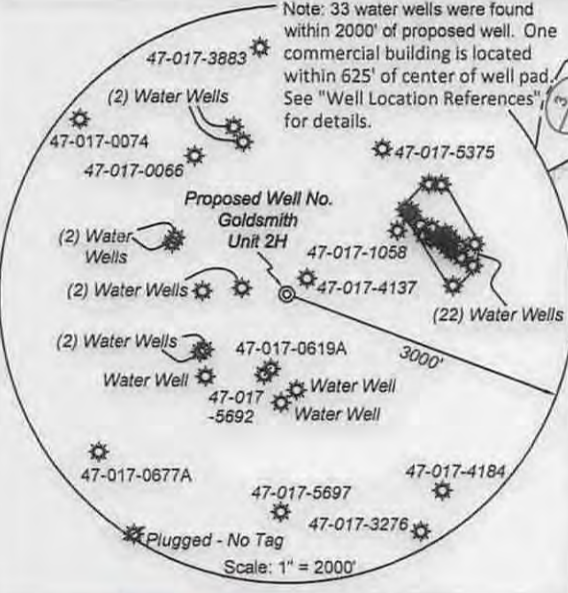 Note: 33 water wells were found
within 2000' of proposed well. One
commercial building is located
within 625' of center of well pad.
See "Well Location References"
for details.
47-017-3883
(2) Water Wells
47-017-0074
47-017-0066
47-017-5375
Proposed Well No.
Goldsmith
Unit 2H
(2) Water
Wells
47-017-1058
(2) Water Wells
47-017-4137
(22) Water Wells
(2) Water Wells
47-017-0619A
3000'
Water Well
47-017
-5692
Water Well
Water Well
47-017-0677A
47-017-4184
47-017-5697
47-017-3276
Plugged - No Tag
Scale: 1" = 2000'